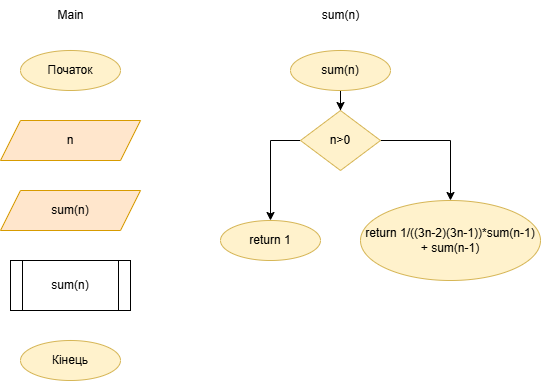 Main
Початок
n
sum(n)
sum(n)
Кінець
sum(n)
sum(n)
n>0
return 1
return 1/((3n-2)(3n-1))*sum(n-1)
+ sum(n-1)